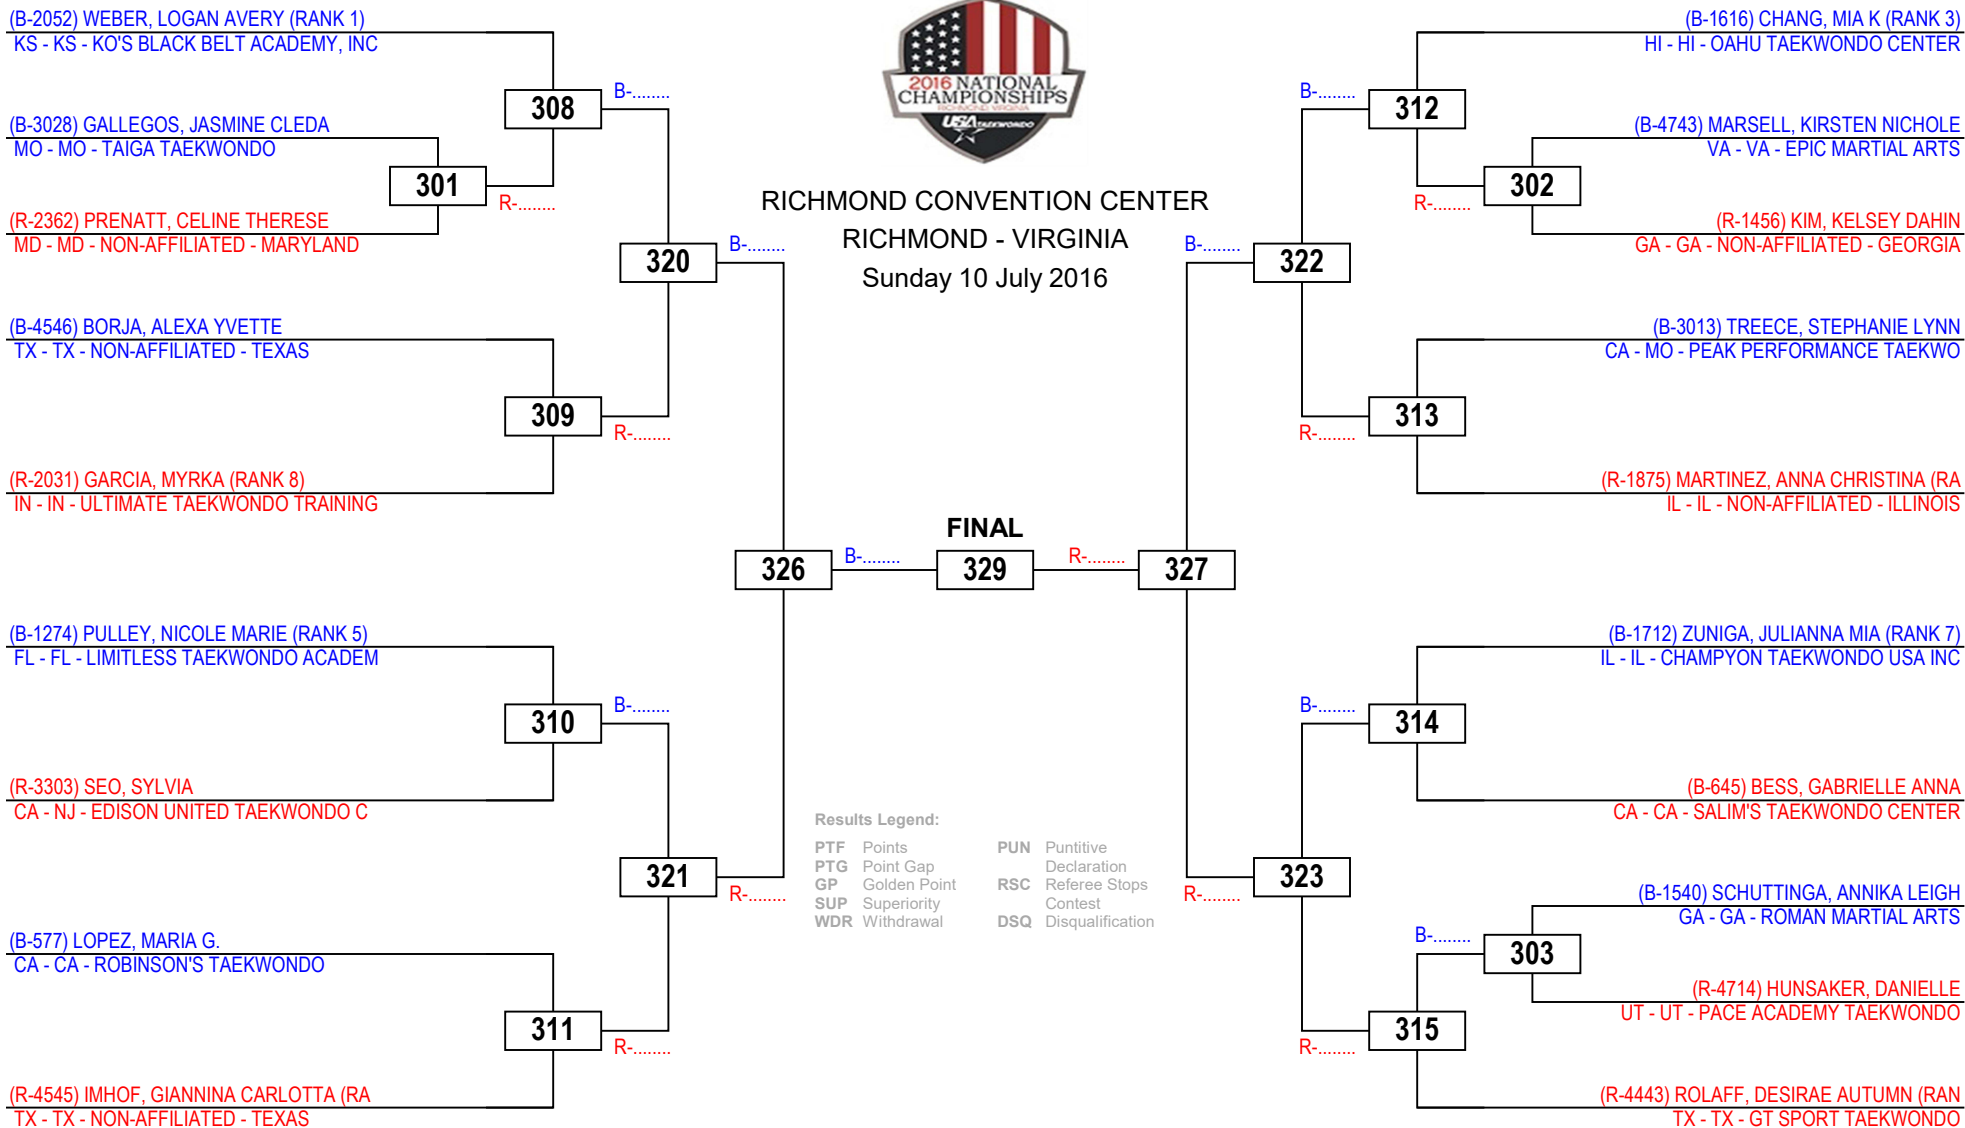 (B-2052) WEBER, LOGAN AVERY (RANK 1)
KS - KS - KO'S BLACK BELT ACADEMY, INC
308
B-........
(B-3028) GALLEGOS, JASMINE CLEDA
MO - MO - TAIGA TAEKWONDO
301
R-........
(R-2362) PRENATT, CELINE THERESE
MD - MD - NON-AFFILIATED - MARYLAND
320
B-........
(B-4546) BORJA, ALEXA YVETTE
TX - TX - NON-AFFILIATED - TEXAS
309
R-........
(R-2031) GARCIA, MYRKA (RANK 8)
IN - IN - ULTIMATE TAEKWONDO TRAINING
326
B-........
(B-1274) PULLEY, NICOLE MARIE (RANK 5)
FL - FL - LIMITLESS TAEKWONDO ACADEM
310
B-........
(R-3303) SEO, SYLVIA
CA - NJ - EDISON UNITED TAEKWONDO C
321
R-........
(B-577) LOPEZ, MARIA G.
CA - CA - ROBINSON'S TAEKWONDO
311
R-........
(R-4545) IMHOF, GIANNINA CARLOTTA (RA
TX - TX - NON-AFFILIATED - TEXAS
2016 NATIONAL
CHAMPIONSHIPS
RICHMOND, VIRGINIA
USA TAEKWONDO
RICHMOND CONVENTION CENTER
RICHMOND - VIRGINIA
Sunday 10 July 2016
FINAL
329
Results Legend:
PTF Points
PTG Point Gap
GP Golden Point
SUP Superiority
WDR Withdrawal
PUN Puntitive
Declaration
RSC Referee Stops
Contest
DSQ Disqualification
(B-1616) CHANG, MIA K (RANK 3)
HI - HI - OAHU TAEKWONDO CENTER
B-........
312
(B-4743) MARSELL, KIRSTEN NICHOLE
VA - VA - EPIC MARTIAL ARTS
R-........
302
(R-1456) KIM, KELSEY DAHIN
GA - GA - NON-AFFILIATED - GEORGIA
B-........
322
(B-3013) TREECE, STEPHANIE LYNN
CA - MO - PEAK PERFORMANCE TAEKWO
R-........
313
(R-1875) MARTINEZ, ANNA CHRISTINA (RA
IL - IL - NON-AFFILIATED - ILLINOIS
R-........
327
(B-1712) ZUNIGA, JULIANNA MIA (RANK 7)
IL - IL - CHAMPYON TAEKWONDO USA INC
B-........
314
(B-645) BESS, GABRIELLE ANNA
CA - CA - SALIM'S TAEKWONDO CENTER
R-........
323
(B-1540) SCHUTTINGA, ANNIKA LEIGH
GA - GA - ROMAN MARTIAL ARTS
B-........
303
(R-4714) HUNSAKER, DANIELLE
UT - UT - PACE ACADEMY TAEKWONDO
R-........
315
(R-4443) ROLAFF, DESIRAE AUTUMN (RAN
TX - TX - GT SPORT TAEKWONDO